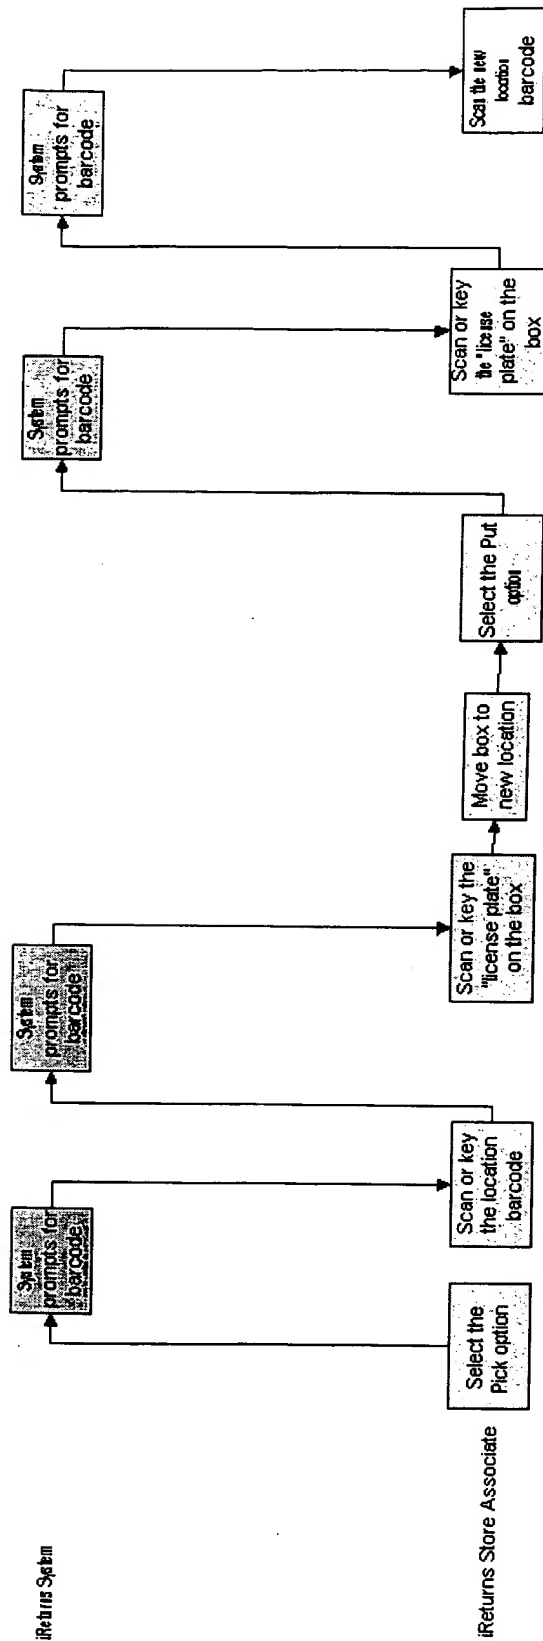 iReturns System
System
prompts for
barcode
System
prompts for
barcode
System
prompts for
barcode
System
prompts for
barcode
iReturns Store Associate
Select the
Pick option
Scan or key
the location
barcode
Scan or key the
"license plate"
on the box
Move box to
new location
Select the Put
option
Scan or key
the "license
plate" on the
box
Scan the new
location
barcode